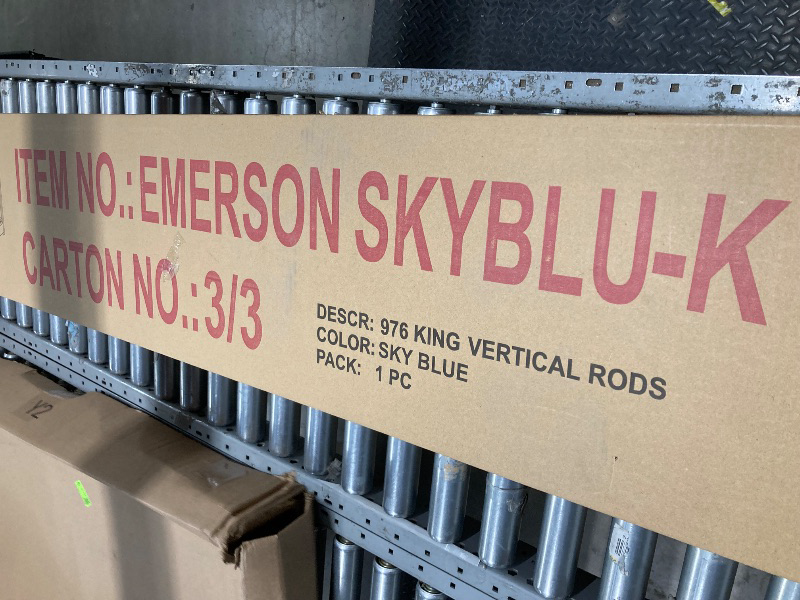 ITEM NO.: EMERSON SKYBLU-K
CARTON NO.: 3/3
DESCR: 976 KING VERTICAL RODS
COLOR: SKY BLUE
PACK: 1 PC
Y2